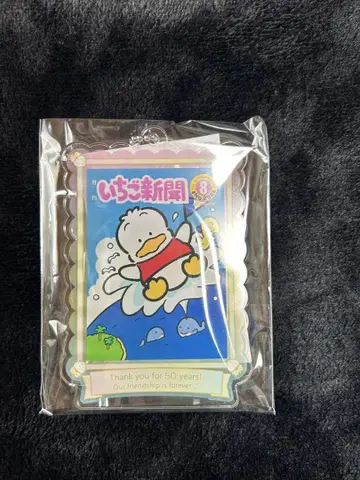 いちご新聞
8
Thank you for 50 years!
Our friendship is forever...